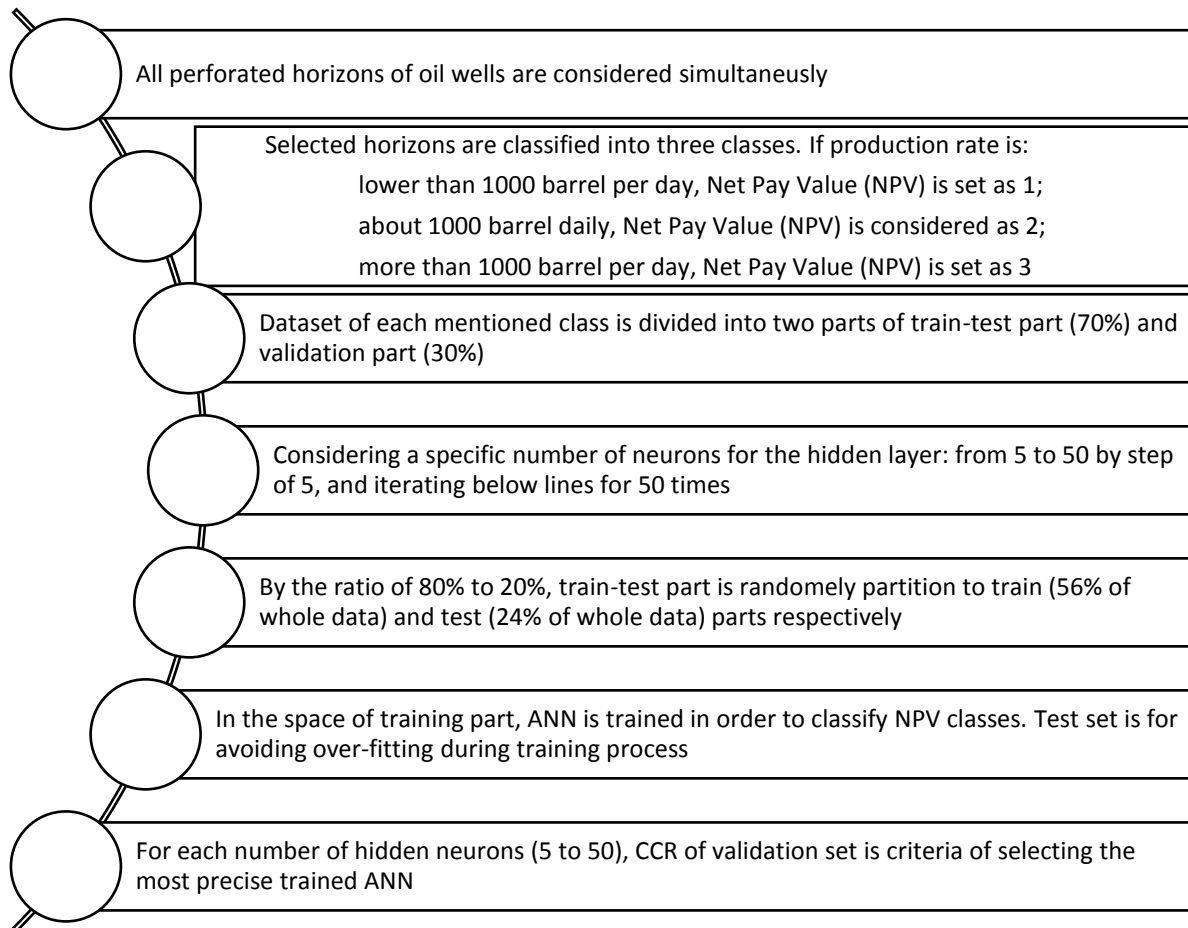 All perforated horizons of oil wells are considered simultaneusly
Selected horizons are classified into three classes. If production rate is:
lower than 1000 barrel per day, Net Pay Value (NPV) is set as 1;
about 1000 barrel daily, Net Pay Value (NPV) is considered as 2;
more than 1000 barrel per day, Net Pay Value (NPV) is set as 3
Dataset of each mentioned class is divided into two parts of train-test part (70%) and
validation part (30%)
Considering a specific number of neurons for the hidden layer: from 5 to 50 by step
of 5, and iterating below lines for 50 times
By the ratio of 80% to 20%, train-test part is randomely partition to train (56% of
whole data) and test (24% of whole data) parts respectively
In the space of training part, ANN is trained in order to classify NPV classes. Test set is for
avoiding over-fitting during training process
For each number of hidden neurons (5 to 50), CCR of validation set is criteria of selecting the
most precise trained ANN